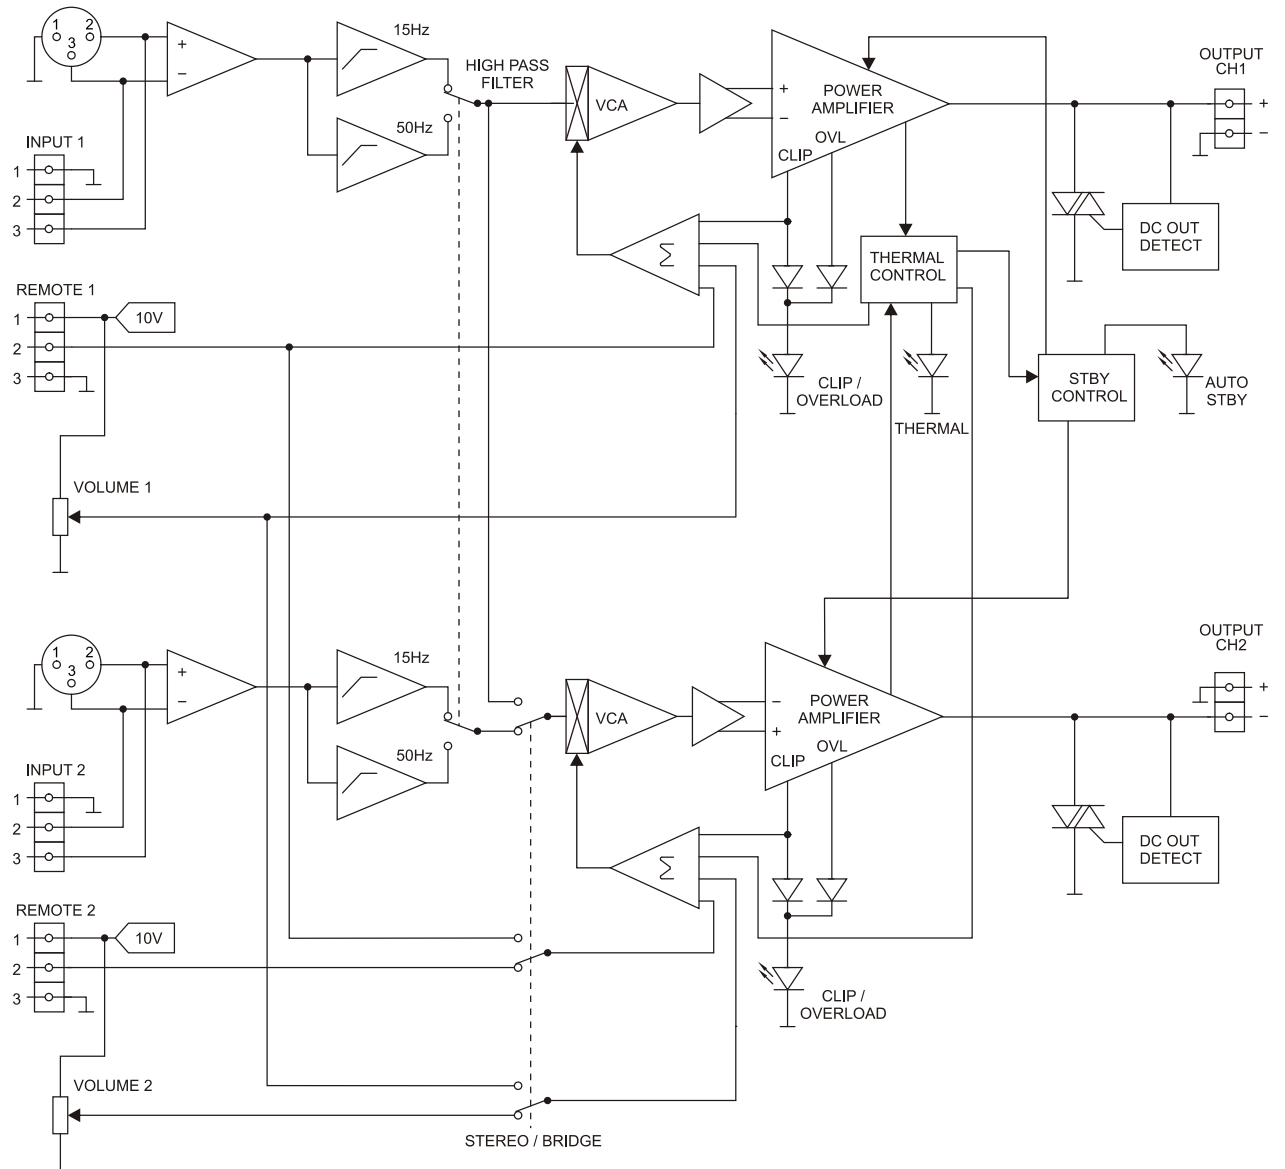 1 2
3
+
−
15Hz
50Hz
HIGH PASS
FILTER
VCA
+
−
POWER
AMPLIFIER
OVL
CLIP
OUTPUT
CH1
+
−
INPUT 1
1
2
3
Σ
THERMAL
CONTROL
DC OUT
DETECT
REMOTE 1
1
2
3
10V
CLIP /
OVERLOAD
THERMAL
STBY
CONTROL
AUTO
STBY
VOLUME 1
1 2
3
+
−
15Hz
50Hz
VCA
−
+
POWER
AMPLIFIER
OVL
CLIP
OUTPUT
CH2
+
−
INPUT 2
1
2
3
Σ
DC OUT
DETECT
REMOTE 2
1
2
3
10V
CLIP /
OVERLOAD
VOLUME 2
STEREO / BRIDGE